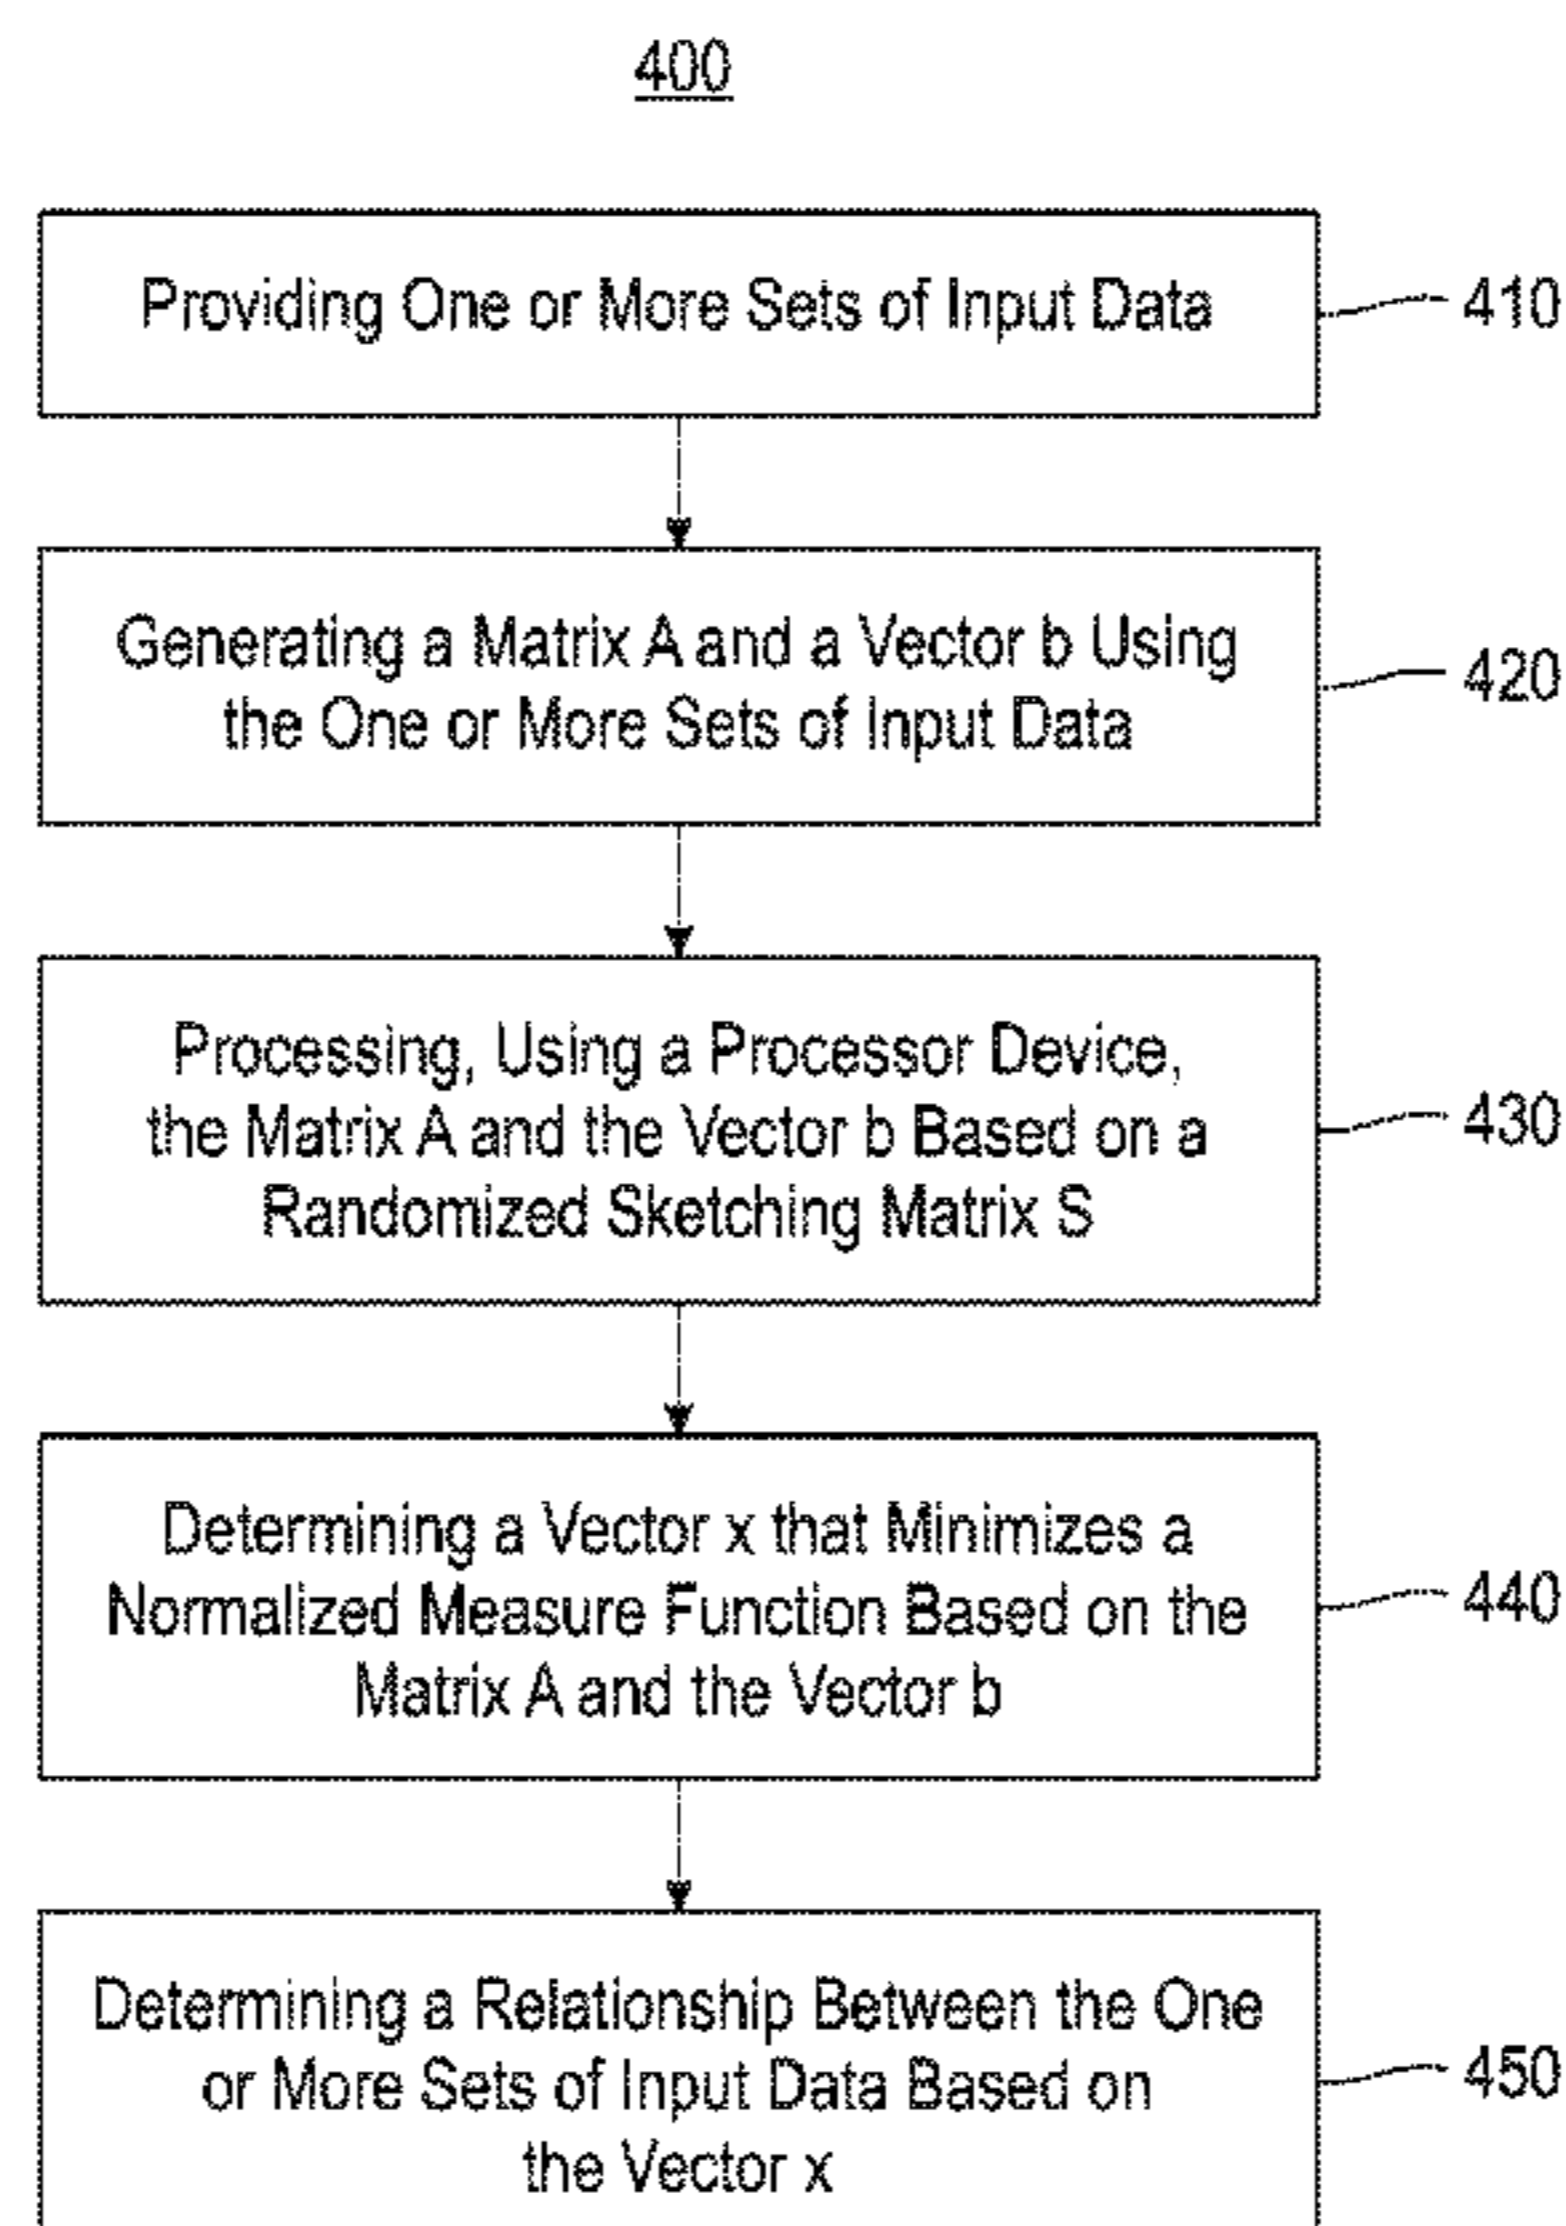 400
Providing One or More Sets of Input Data
410
Generating a Matrix A and a Vector b Using
the One or More Sets of Input Data
420
Processing, Using a Processor Device,
the Matrix A and the Vector b Based on a
Randomized Sketching Matrix S
430
Determining a Vector x that Minimizes a
Normalized Measure Function Based on the
Matrix A and the Vector b
440
Determining a Relationship Between the One
or More Sets of Input Data Based on
the Vector x
450